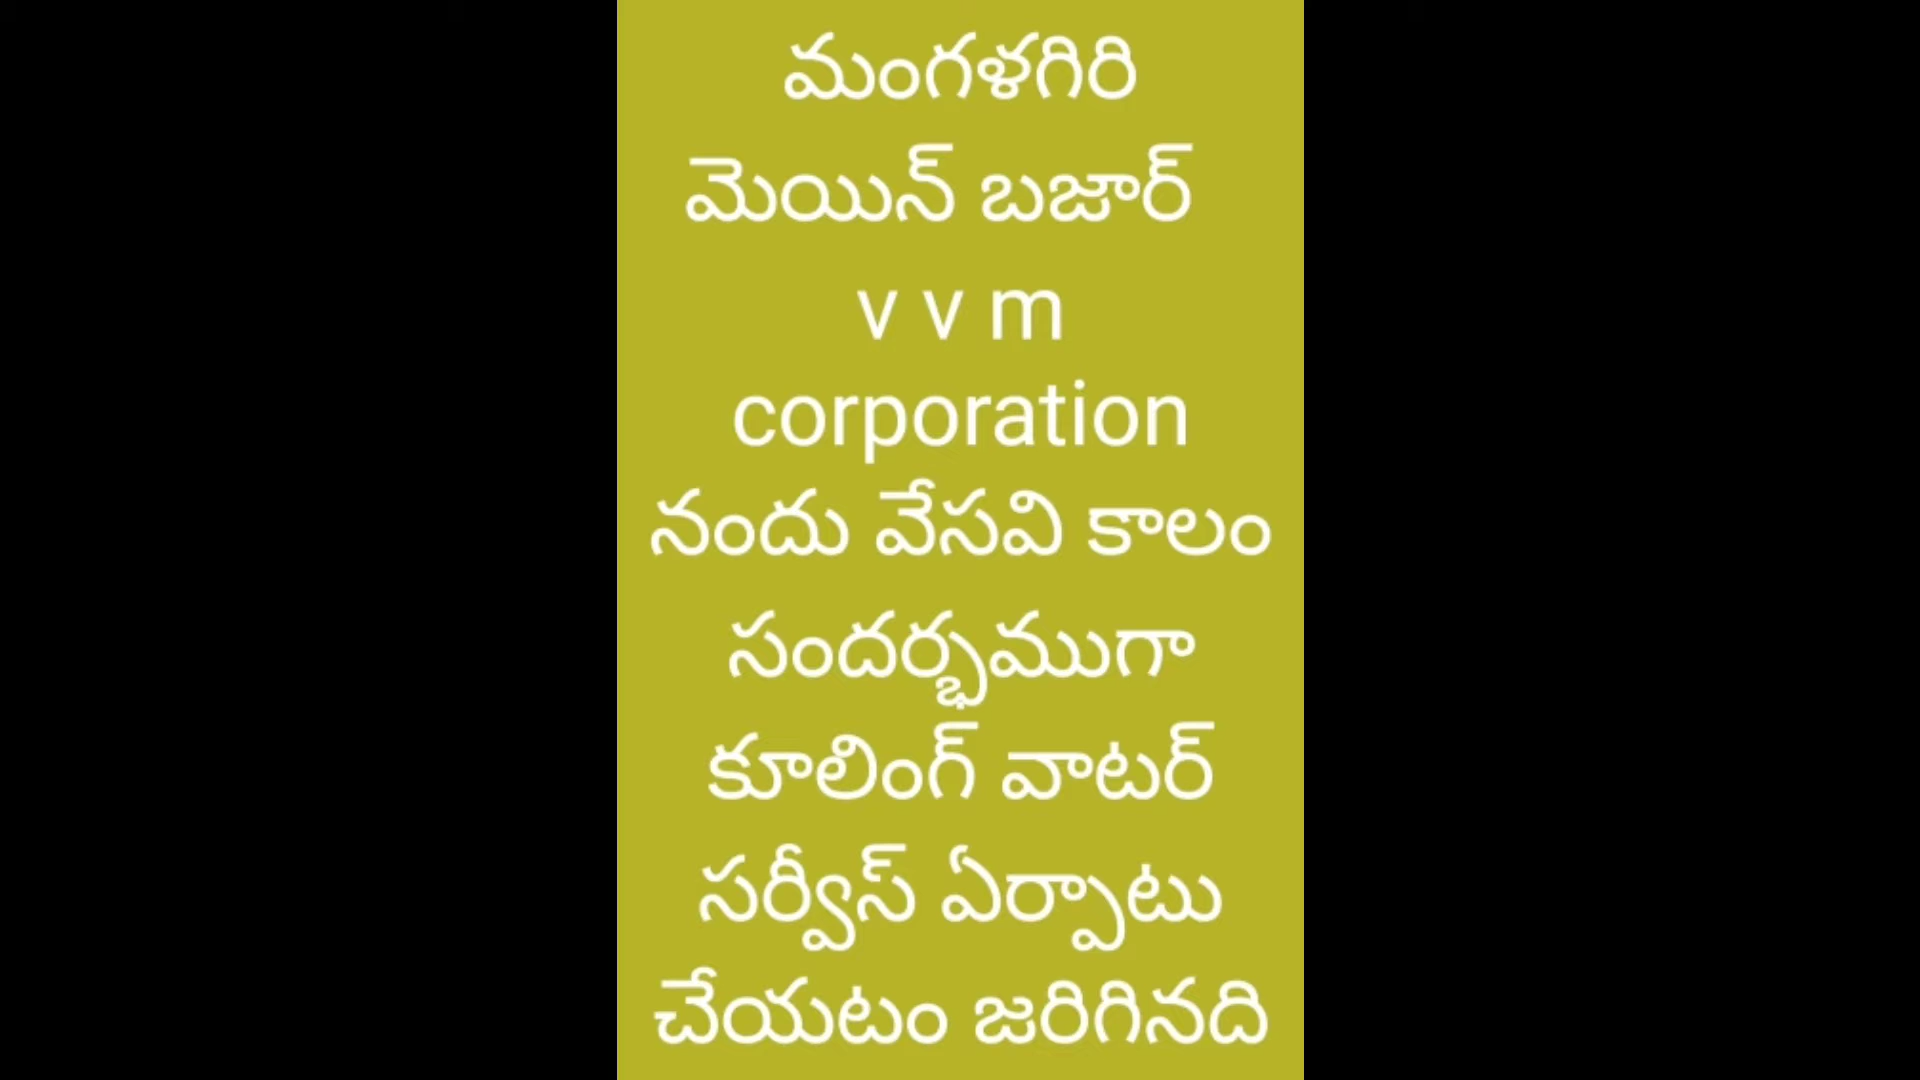 మంగళగిరి
మెయిన్ బజార్
v v m
corporation
నందు వేసవి కాలం
సందర్భముగా
కూలింగ్ వాటర్
సర్వీస్ ఏర్పాటు
చేయటం జరిగినది